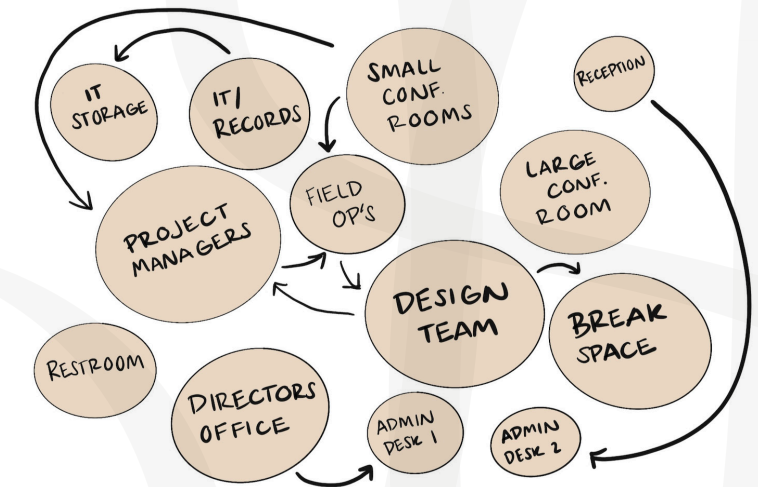 IT
STORAGE
IT/
RECORDS
SMALL
CONF.
ROOMS
RECEPTION
PROJECT
MANAGERS
FIELD
OP'S
LARGE
CONF.
ROOM
DESIGN
TEAM
BREAK
SPACE
RESTROOM
DIRECTORS
OFFICE
ADMIN
DESK 1
ADMIN
DESK 2